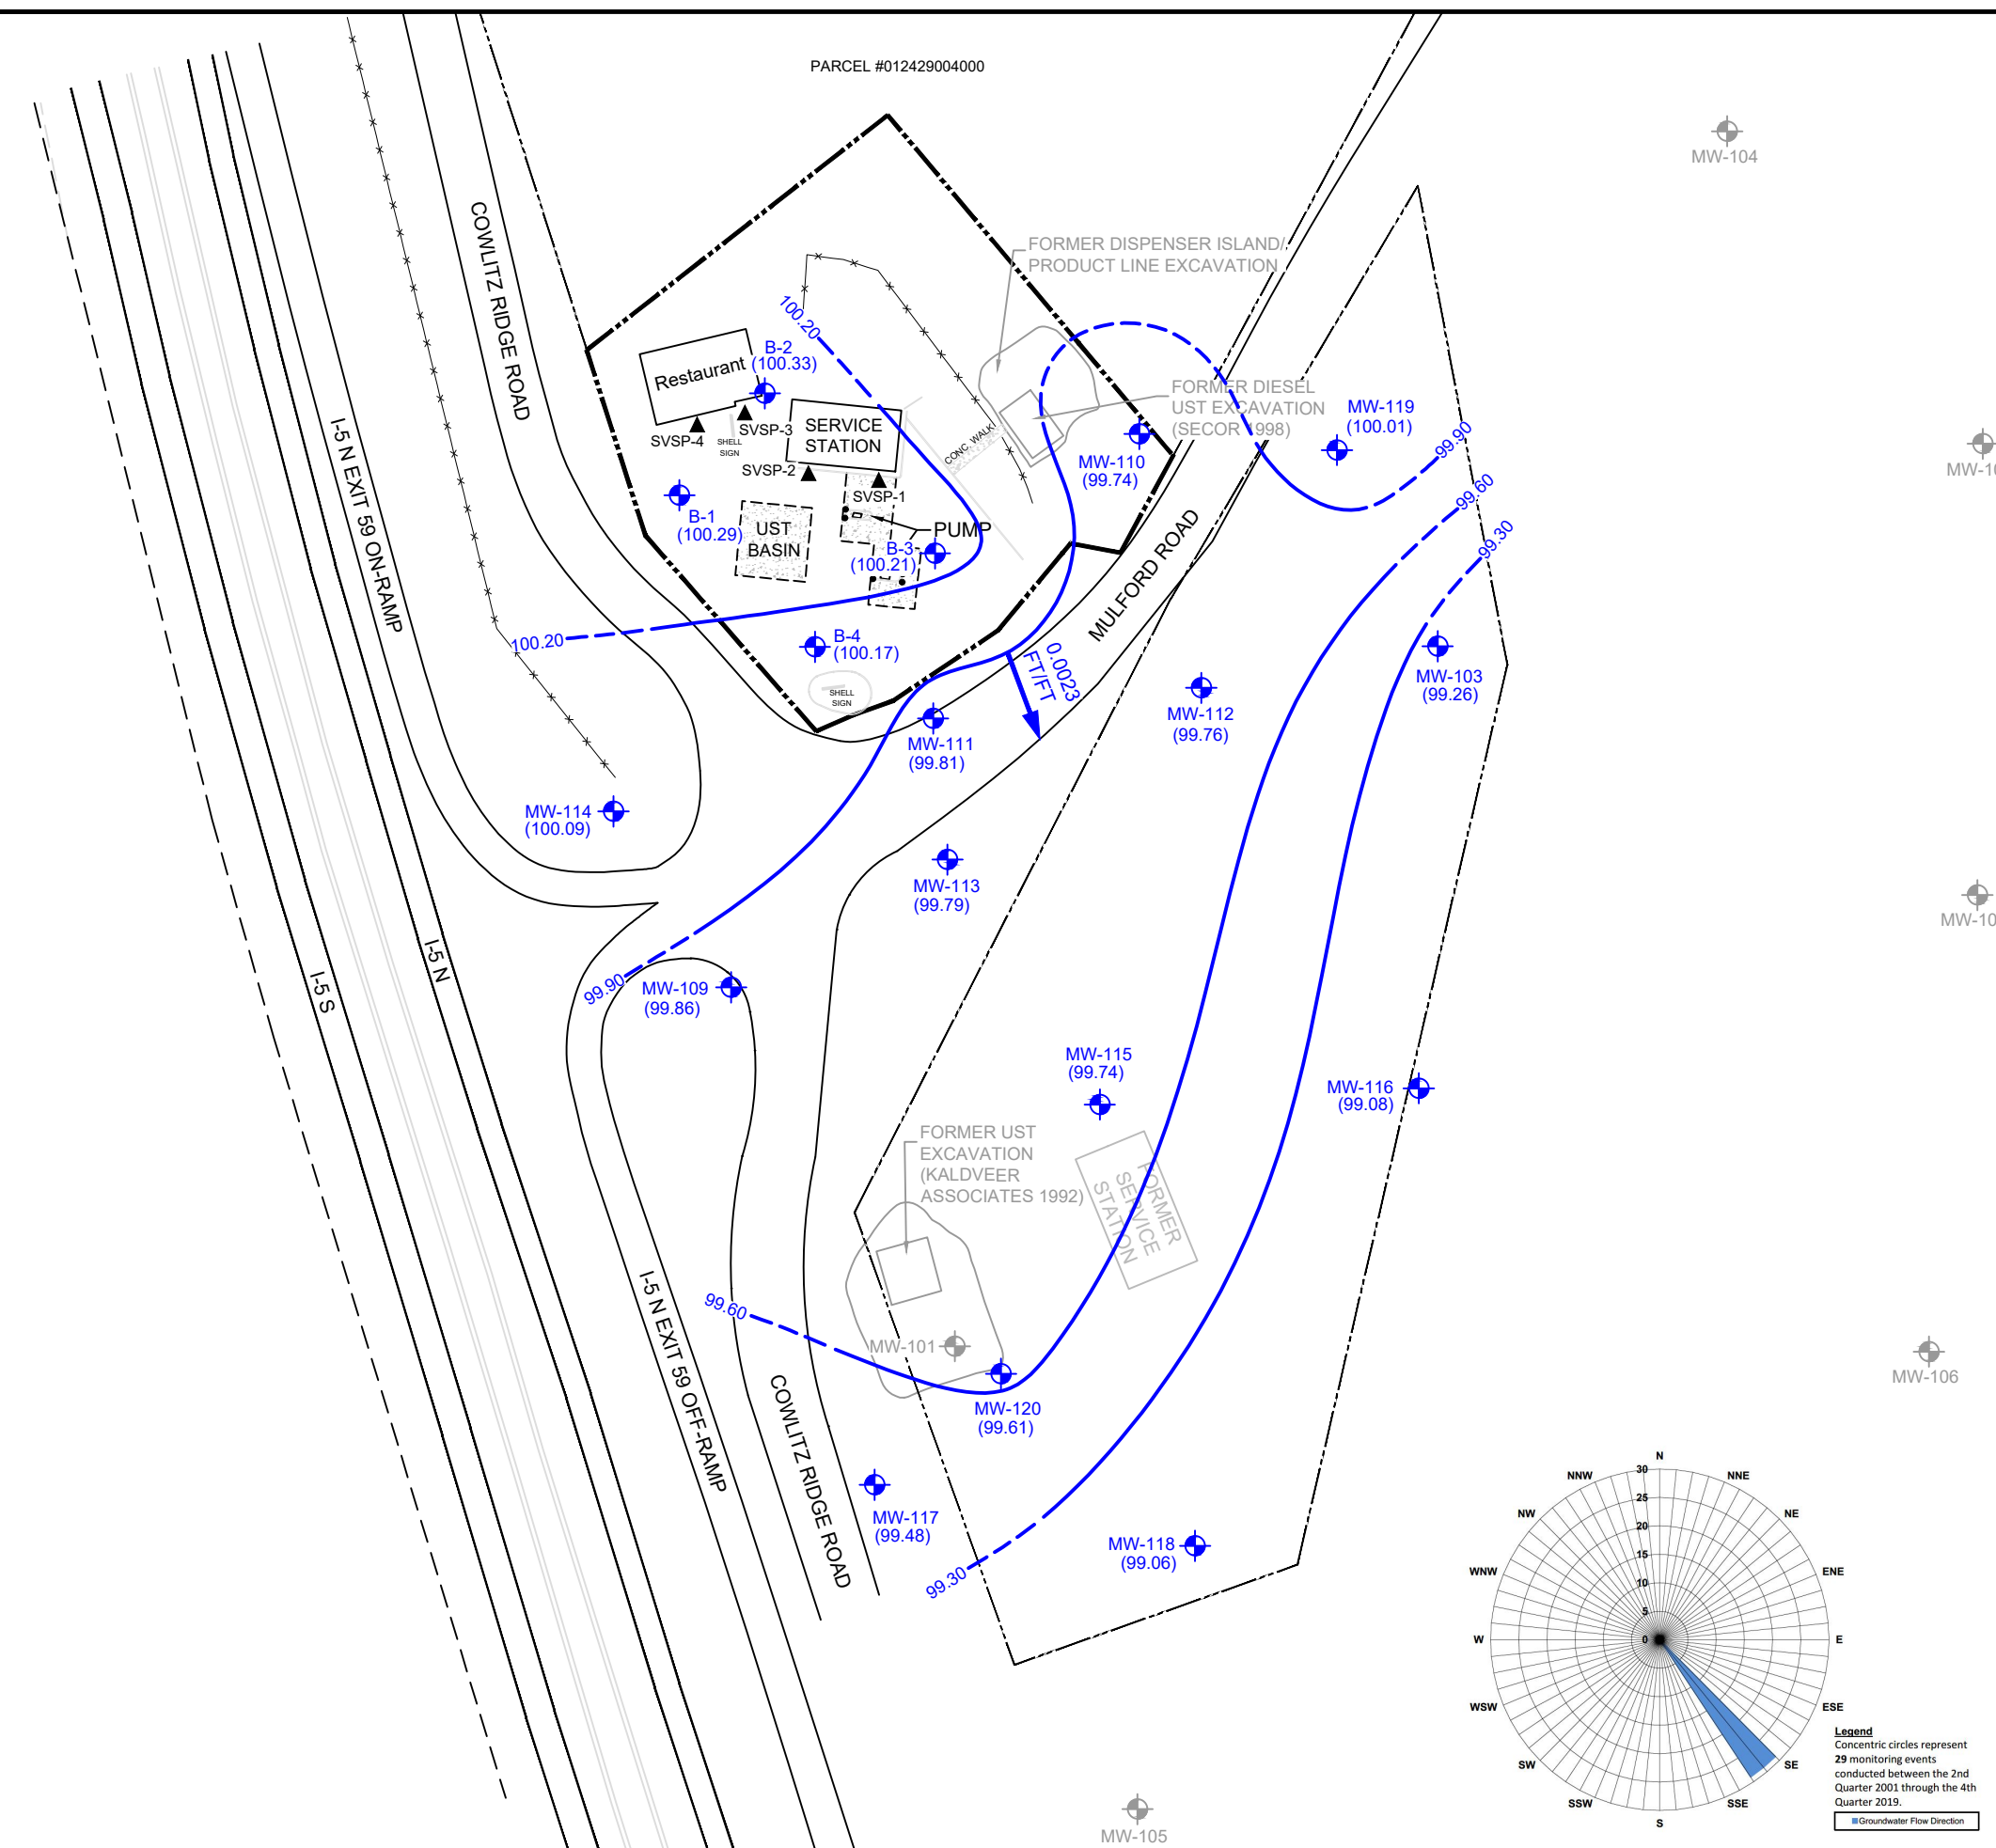 PARCEL #012429004000
MW-104
COWLITZ RIDGE ROAD
FORMER DISPENSER ISLAND/
PRODUCT LINE EXCAVATION
100.20
B-2
(100.33)
Restaurant
SVSP-4
SVSP-3
SHELL
SIGN
SERVICE
STATION
SVSP-2
SVSP-1
CONC. WALK
FORMER DIESEL
UST EXCAVATION
(SECOR 1998)
MW-110
(99.74)
MW-119
(100.01)
99.90
99.60
99.30
MW-10
I-5 N EXIT 59 ON-RAMP
B-1
(100.29)
UST
BASIN
PUMP
B-3
(100.21)
MULFORD ROAD
100.20
B-4
(100.17)
SHELL
SIGN
0.0023
FT/FT
MW-103
(99.26)
MW-112
(99.76)
MW-111
(99.81)
MW-114
(100.09)
MW-113
(99.79)
MW-10
I-5 N
I-5 S
99.90
MW-109
(99.86)
MW-115
(99.74)
MW-116
(99.08)
FORMER UST
EXCAVATION
(KALDVEER
ASSOCIATES 1992)
FORMER
SERVICE
STATION
99.60
I-5 N EXIT 59 OFF-RAMP
MW-101
MW-106
MW-120
(99.61)
COWLITZ RIDGE ROAD
MW-117
(99.48)
99.30
MW-118
(99.06)
MW-105
N
NNE
NE
ENE
E
ESE
SE
SSE
S
SSW
SW
WSW
W
WNW
NW
NNW
30
25
20
15
10
5
0
Legend
Concentric circles represent
29 monitoring events
conducted between the 2nd
Quarter 2001 through the 4th
Quarter 2019.
Groundwater Flow Direction